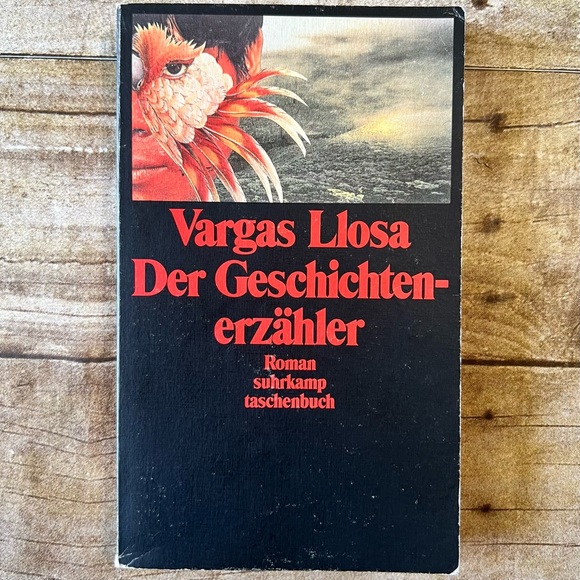 Vargas Llosa
Der Geschichten-
erzähler
Roman
suhrkamp
taschenbuch